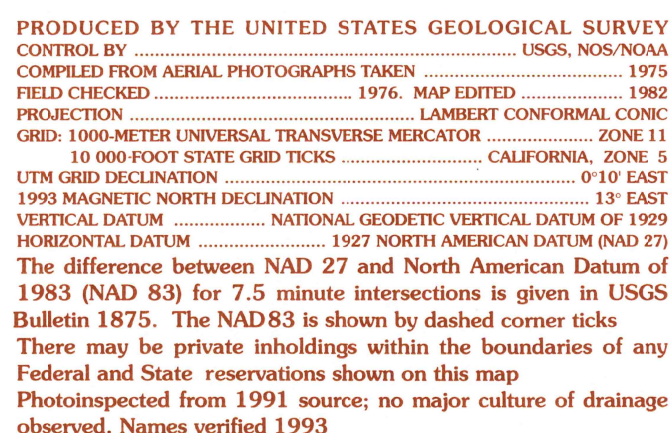 PRODUCED BY THE UNITED STATES GEOLOGICAL SURVEY
CONTROL BY ........ USGS, NOS/NOAA
COMPILED FROM AERIAL PHOTOGRAPHS TAKEN ........ 1975
FIELD CHECKED ........ 1976. MAP EDITED ........ 1982
PROJECTION ........ LAMBERT CONFORMAL CONIC
GRID: 1000-METER UNIVERSAL TRANSVERSE MERCATOR ........ ZONE 11
10 000-FOOT STATE GRID TICKS ........ CALIFORNIA, ZONE 5
UTM GRID DECLINATION ........ 0°10' EAST
1993 MAGNETIC NORTH DECLINATION ........ 13° EAST
VERTICAL DATUM ........ NATIONAL GEODETIC VERTICAL DATUM OF 1929
HORIZONTAL DATUM ........ 1927 NORTH AMERICAN DATUM (NAD 27)
The difference between NAD 27 and North American Datum of
1983 (NAD 83) for 7.5 minute intersections is given in USGS
Bulletin 1875. The NAD83 is shown by dashed corner ticks
There may be private inholdings within the boundaries of any
Federal and State reservations shown on this map
Photoinspected from 1991 source; no major culture of drainage
observed. Names verified 1993